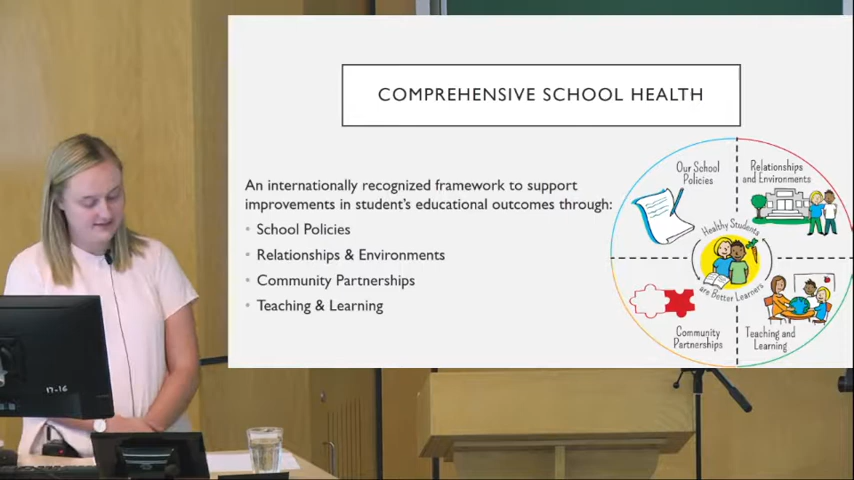 COMPREHENSIVE SCHOOL HEALTH
An internationally recognized framework to support
improvements in student's educational outcomes through:
• School Policies
• Relationships & Environments
• Community Partnerships
• Teaching & Learning
Our School
Policies
Relationships
and Environments
Healthy Students
are Better Learners
Community
Partnerships
Teaching and
Learning
17-16